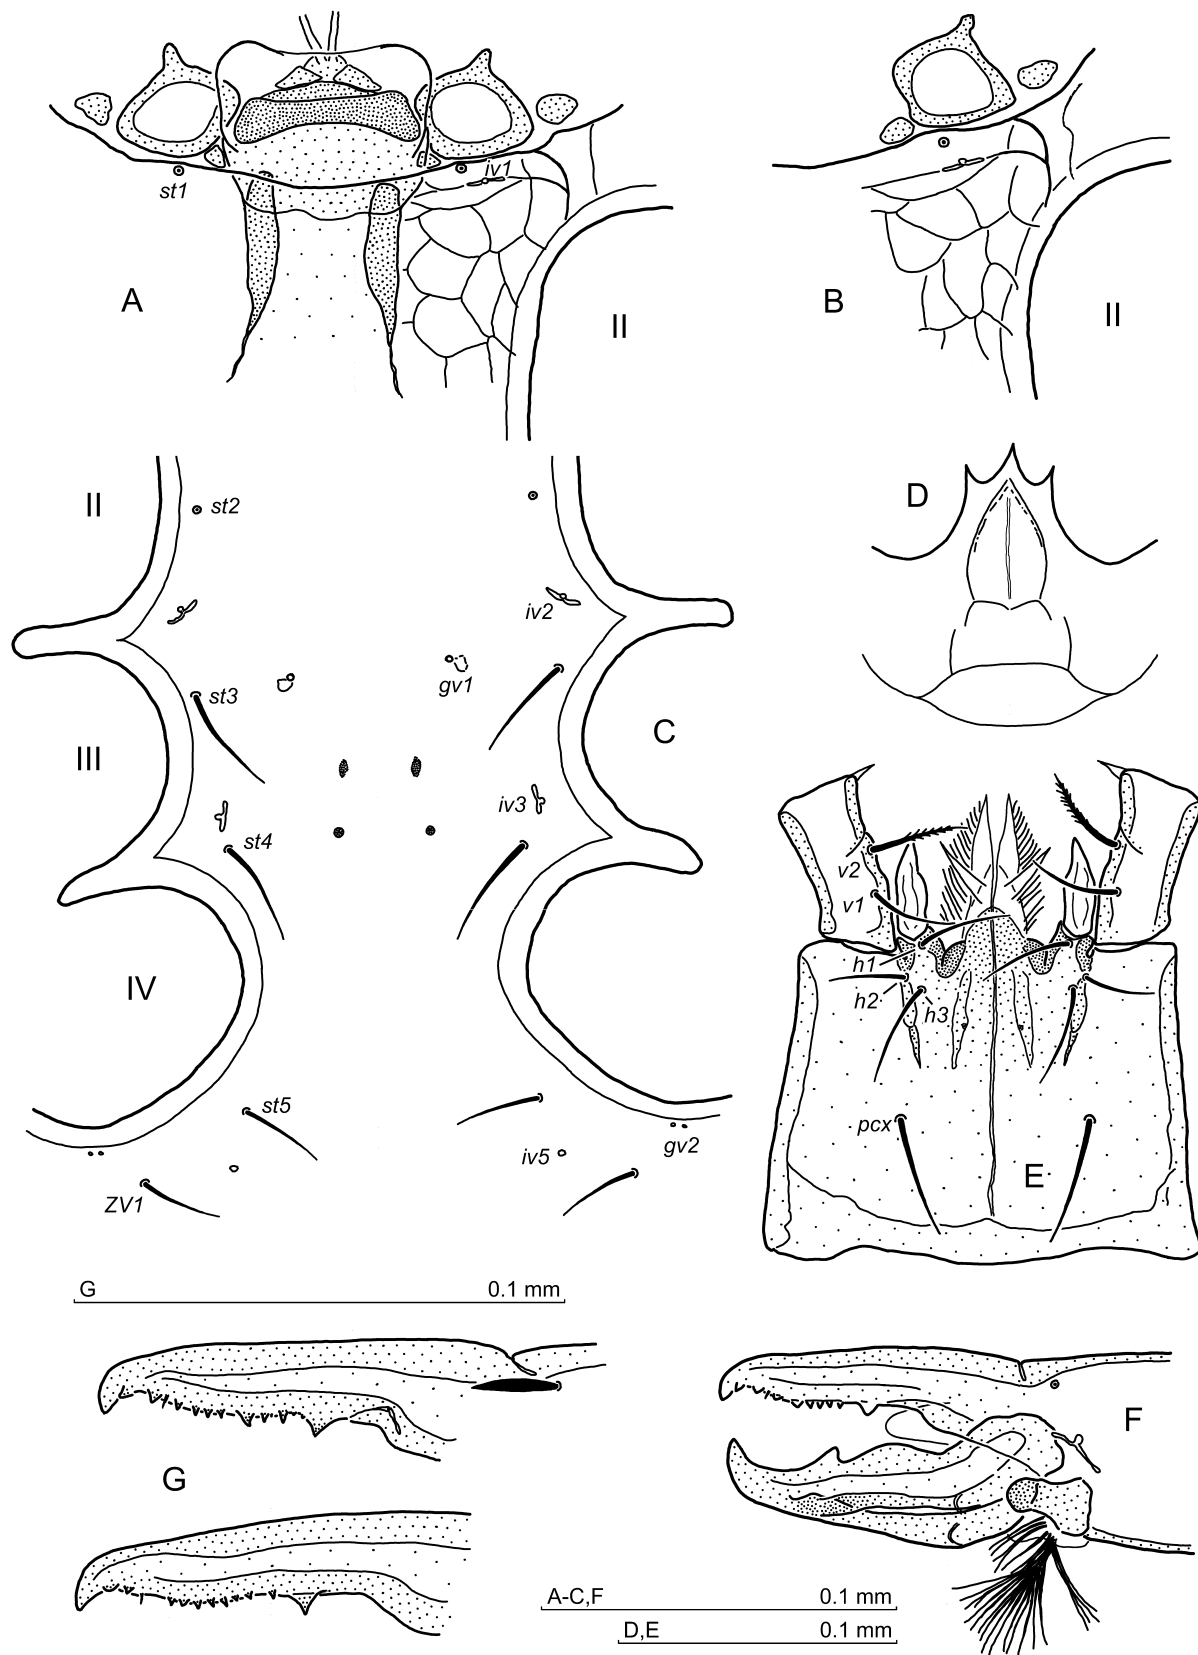 st1
iv1
A
II
B
II
II
st2
iv2
D
st3
gv1
III
C
iv3
st4
v2
v1
h1
h2
h3
IV
st5
pcx
iv5
gv2
E
ZV1
G 0.1 mm
F
G
A-C,F 0.1 mm
D,E 0.1 mm